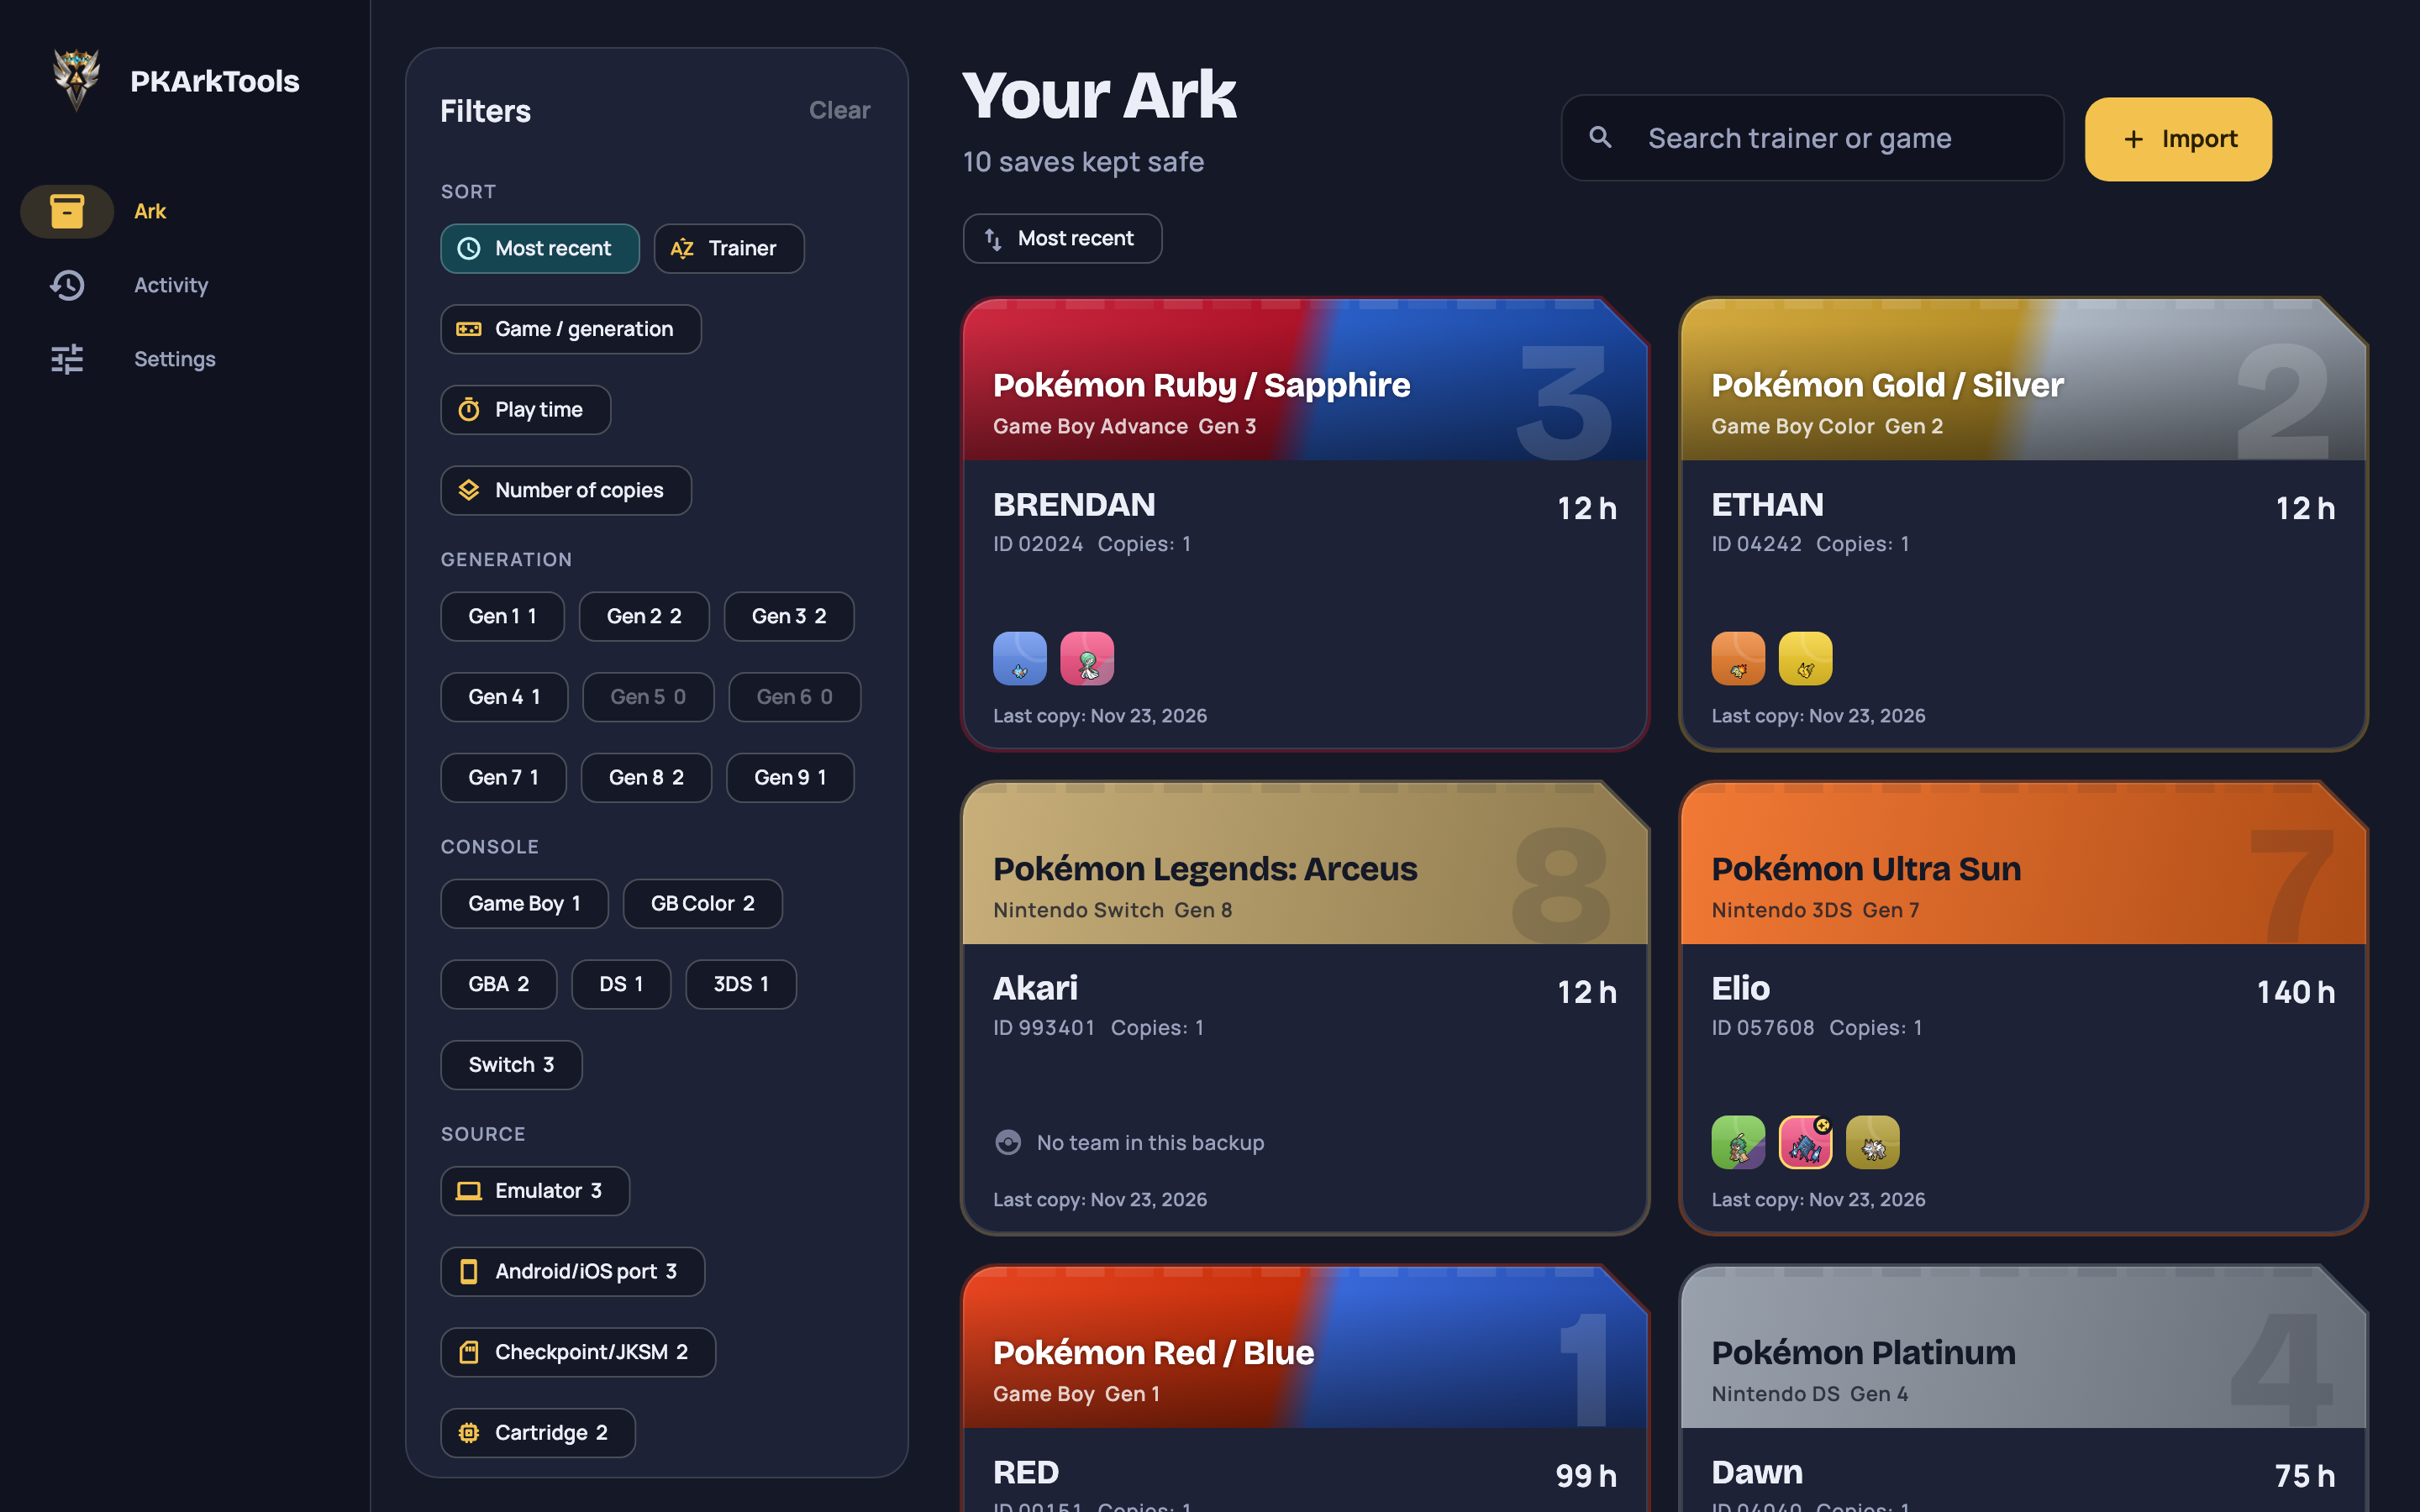 PKArkTools
Ark
Activity
Settings
Filters
Clear
SORT
Most recent
AZ Trainer
Game / generation
Play time
Number of copies
GENERATION
Gen 1 1
Gen 2 2
Gen 3 2
Gen 4 1
Gen 5 0
Gen 6 0
Gen 7 1
Gen 8 2
Gen 9 1
CONSOLE
Game Boy 1
GB Color 2
GBA 2
DS 1
3DS 1
Switch 3
SOURCE
Emulator 3
Android/iOS port 3
Checkpoint/JKSM 2
Cartridge 2
Your Ark
10 saves kept safe
Search trainer or game
+ Import
Most recent
Pokémon Ruby / Sapphire
Game Boy Advance Gen 3
3
BRENDAN
12 h
ID 02024 Copies: 1
Last copy: Nov 23, 2026
Pokémon Gold / Silver
Game Boy Color Gen 2
2
ETHAN
12 h
ID 04242 Copies: 1
Last copy: Nov 23, 2026
Pokémon Legends: Arceus
Nintendo Switch Gen 8
8
Akari
12 h
ID 993401 Copies: 1
No team in this backup
Last copy: Nov 23, 2026
Pokémon Ultra Sun
Nintendo 3DS Gen 7
7
Elio
140 h
ID 057608 Copies: 1
Last copy: Nov 23, 2026
Pokémon Red / Blue
Game Boy Gen 1
1
RED
99 h
ID 00151 Copies: 1
Pokémon Platinum
Nintendo DS Gen 4
4
Dawn
75 h
ID 04040 Copies: 1